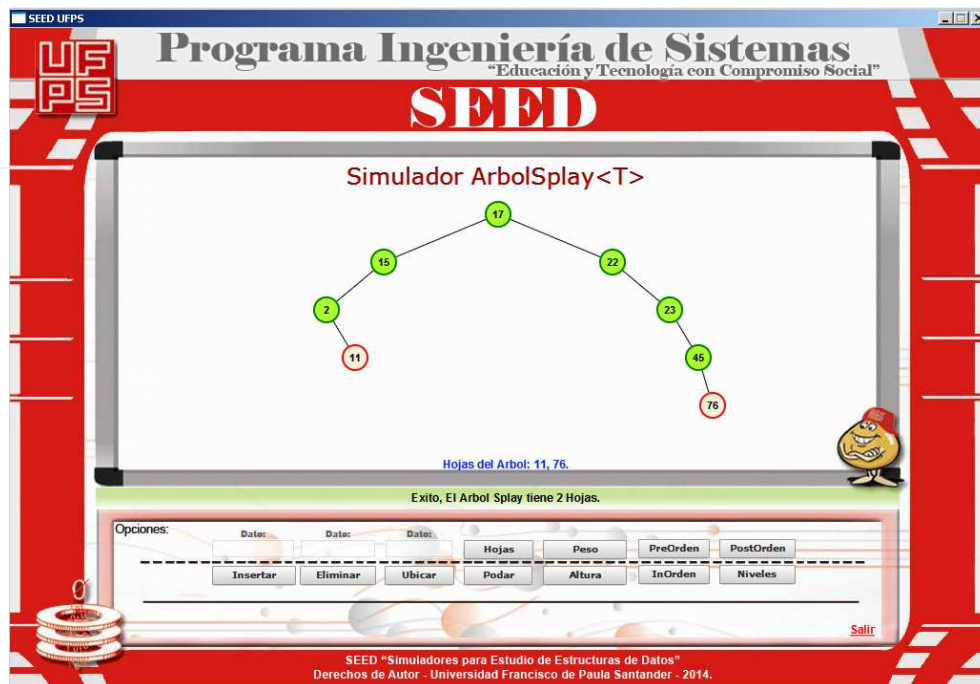 SEED UFPS
UFPS
Programa Ingeniería de Sistemas
“Educación y Tecnología con Compromiso Social”
SEED
Simulador ArbolSplay<T>
17
15
22
2
23
11
45
76
Hojas del Arbol: 11, 76.
Exito, El Arbol Splay tiene 2 Hojas.
Opciones:
Dato: Dato: Dato:
Hojas Peso PreOrden PostOrden
Insertar Eliminar Ubicar Podar Altura InOrden Niveles
Salir
SEED “Simuladores para Estudio de Estructuras de Datos”
Derechos de Autor - Universidad Francisco de Paula Santander - 2014.